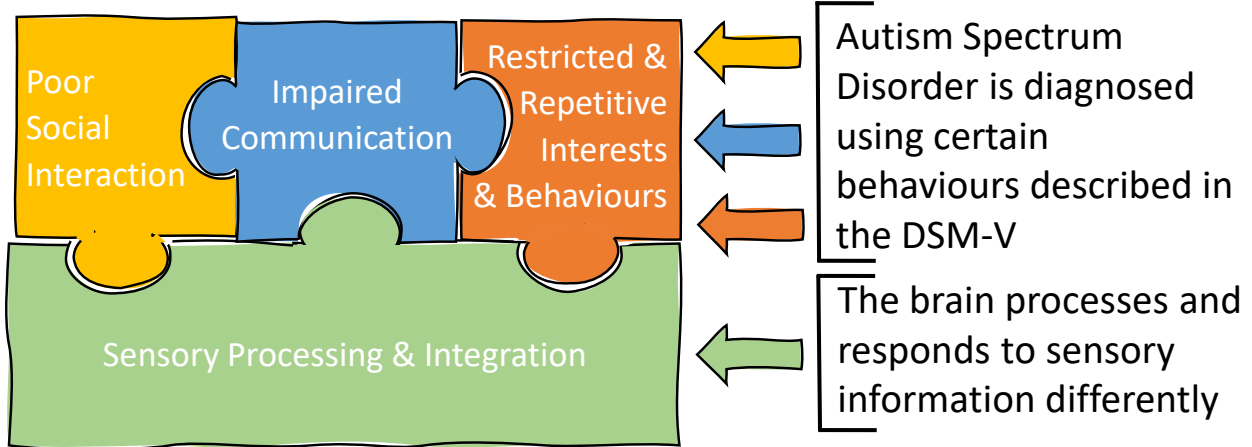 Poor
Social
Interaction
Impaired
Communication
Restricted &
Repetitive
Interests
& Behaviours
Autism Spectrum
Disorder is diagnosed
using certain
behaviours described in
the DSM-V
Sensory Processing & Integration
The brain processes and
responds to sensory
information differently